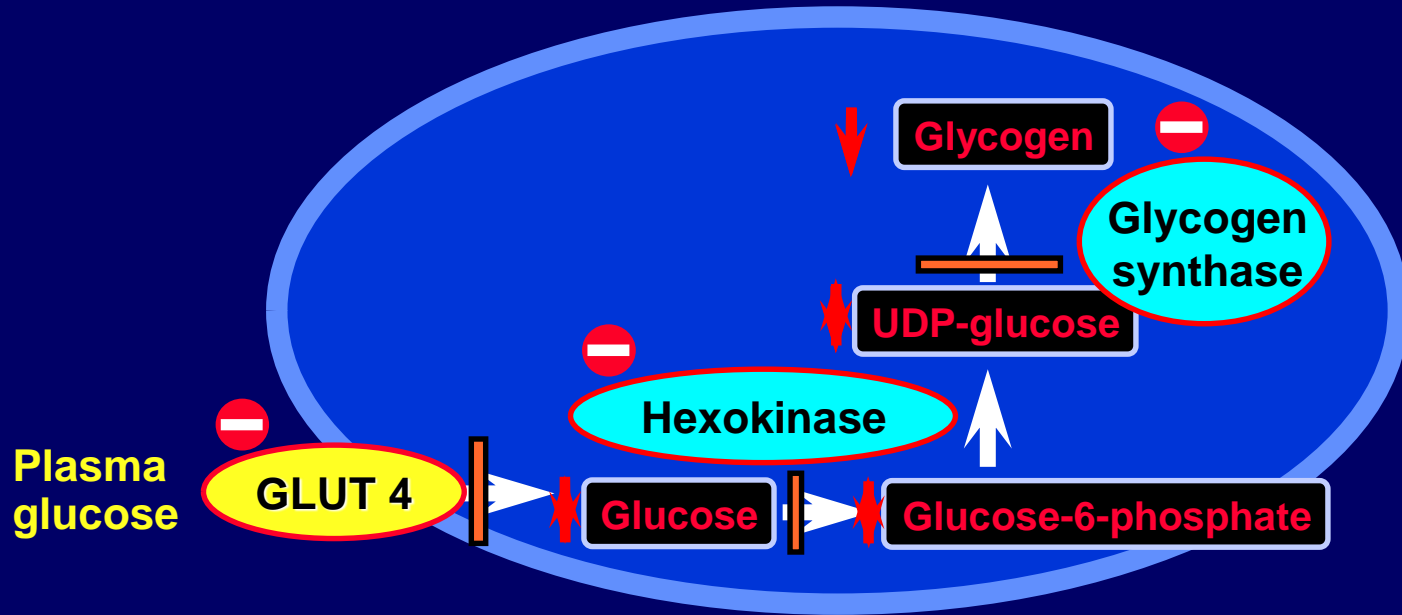 Glycogen
Glycogen
synthase
UDP-glucose
Hexokinase
Plasma
glucose
GLUT 4
Glucose
Glucose-6-phosphate